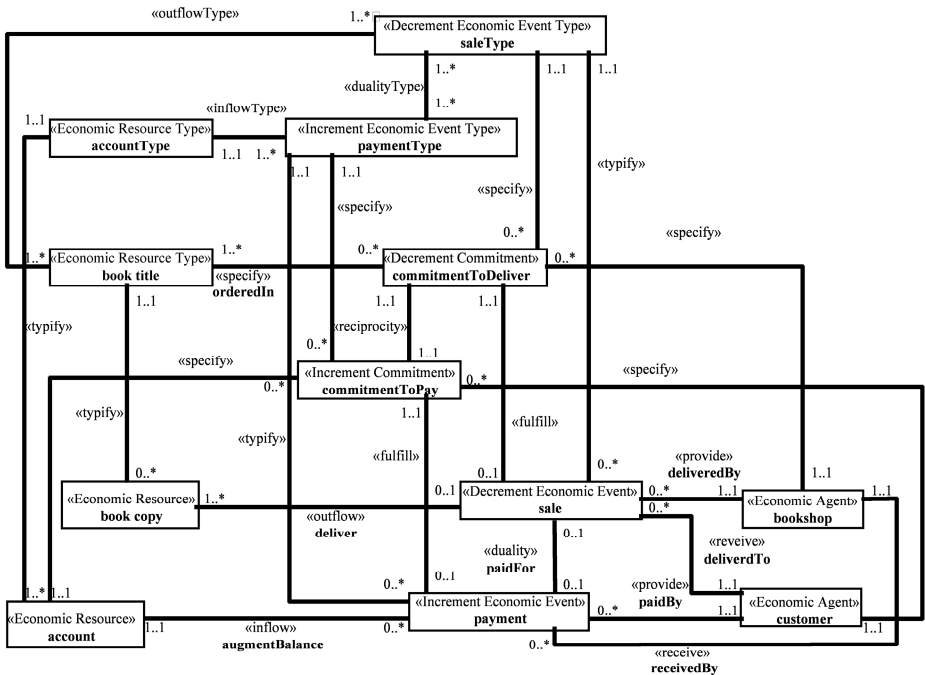 «outflowType»
1..*
«Decrement Economic Event Type»
saleType
1..*
1..1
1..1
«dualityType»
«inflowType»
1..*
1..1
«Economic Resource Type»
accountType
«Increment Economic Event Type»
paymentType
1..1
1..*
1..1
1..1
«typify»
«specify»
«specify»
0..*
«specify»
1..*
«Economic Resource Type»
book title
1..*
«specify»
orderedIn
0..*
«Decrement Commitment»
commitmentToDeliver
0..*
1..1
1..1
1..1
«typify»
«reciprocity»
0..*
1..1
«specify»
«Increment Commitment»
commitmentToPay
«specify»
0..*
0..*
1..1
«typify»
«typify»
«fulfill»
«fulfill»
0..*
0..*
«provide»
deliveredBy
1..1
«Economic Resource»
book copy
1..*
0..1
0..1
«Decrement Economic Event»
sale
0..*
0..*
1..1
«Economic Agent»
bookshop
1..1
«outflow»
deliver
0..1
«duality»
paidFor
«reveive»
deliverdTo
1..*
1..1
0..*
0..1
0..1
«provide»
paidBy
1..1
«Economic Resource»
account
1..1
«inflow»
augmentBalance
0..*
«Increment Economic Event»
payment
0..*
1..1
«Economic Agent»
customer
1..1
0..*
«receive»
receivedBy